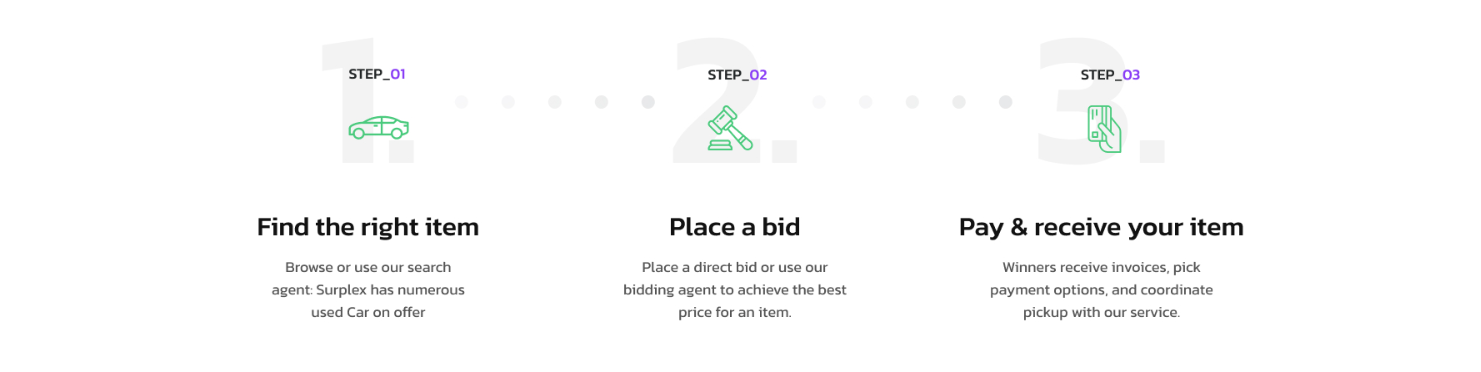 1.
STEP_01
Find the right item
Browse or use our search
agent: Surplex has numerous
used Car on offer
2.
STEP_02
Place a bid
Place a direct bid or use our
bidding agent to achieve the best
price for an item.
3.
STEP_03
Pay & receive your item
Winners receive invoices, pick
payment options, and coordinate
pickup with our service.